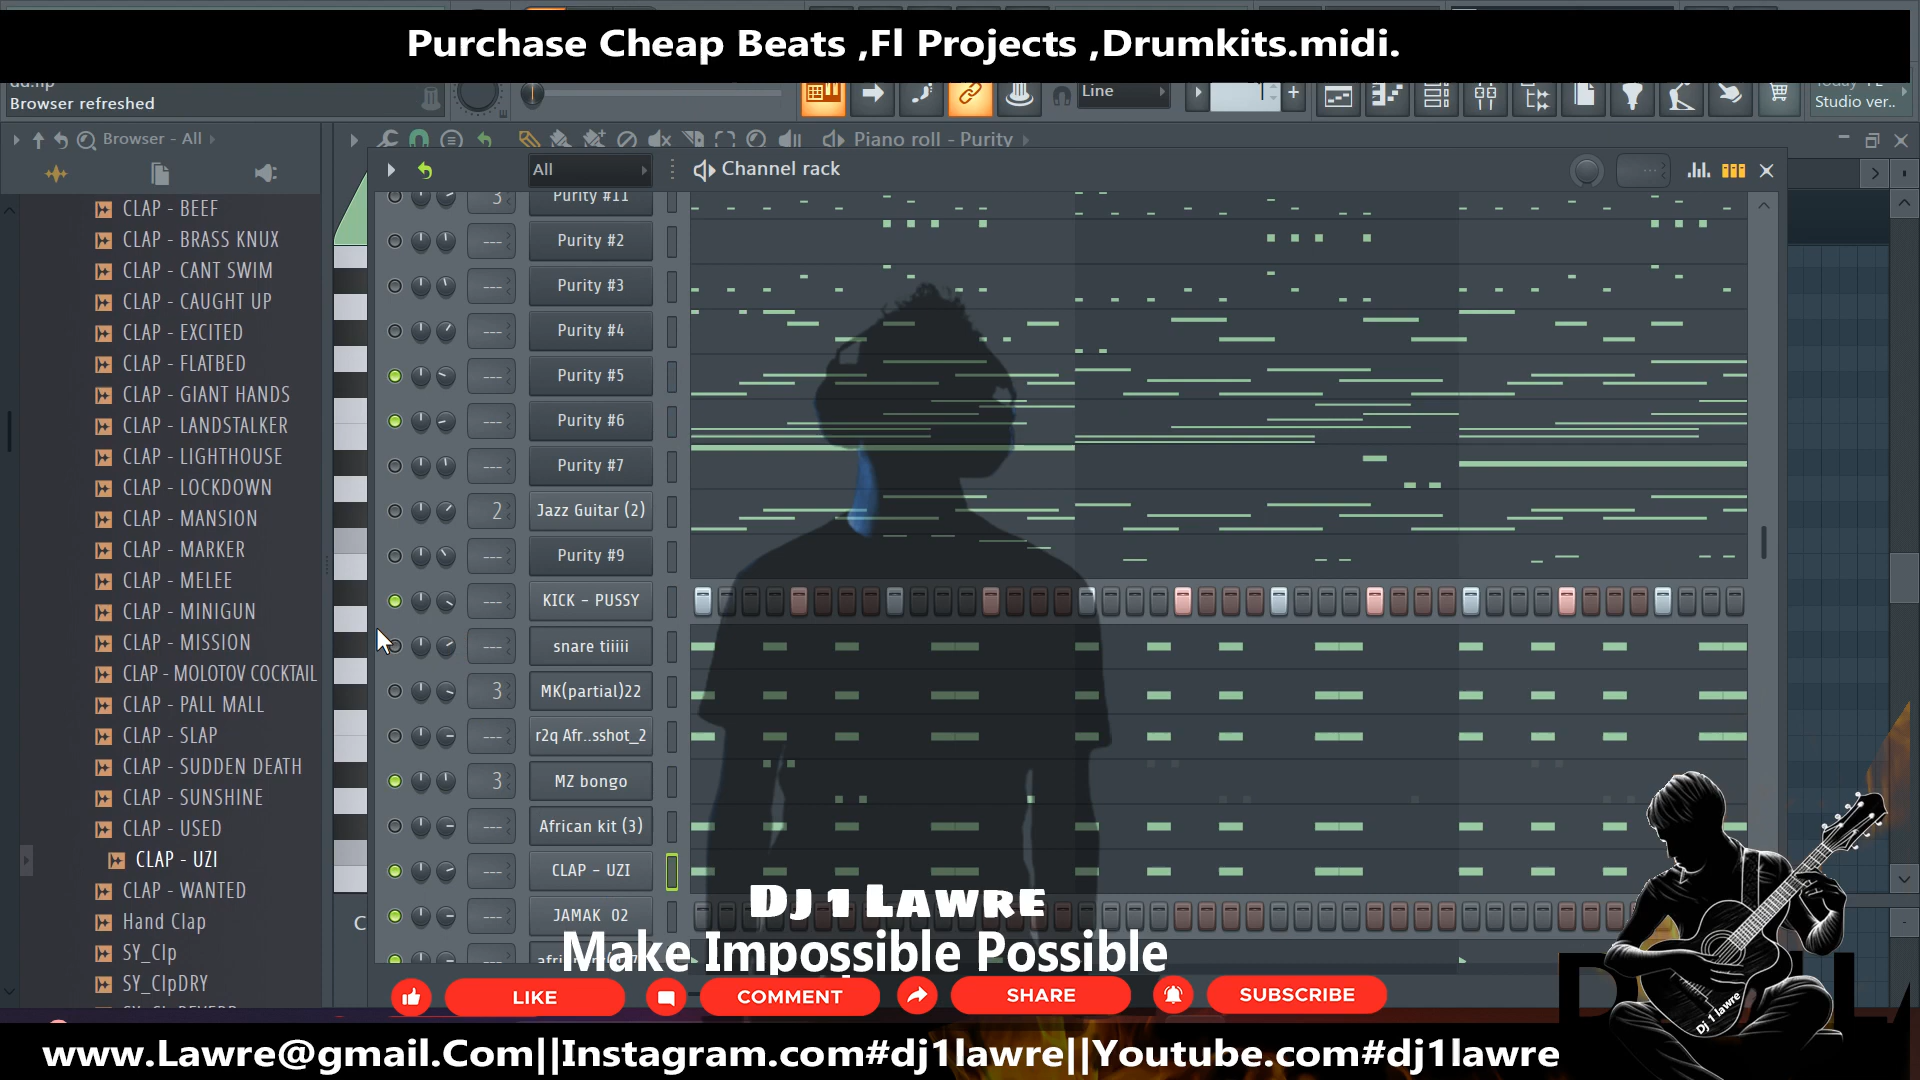 Purchase Cheap Beats ,Fl Projects ,Drumkits.midi.
Browser refreshed
Line
Studio ver..
Browser - All
Piano roll - Purity
All
Channel rack
CLAP - BEEF
CLAP - BRASS KNUX
CLAP - CANT SWIM
CLAP - CAUGHT UP
CLAP - EXCITED
CLAP - FLATBED
CLAP - GIANT HANDS
CLAP - LANDSTALKER
CLAP - LIGHTHOUSE
CLAP - LOCKDOWN
CLAP - MANSION
CLAP - MARKER
CLAP - MELEE
CLAP - MINIGUN
CLAP - MISSION
CLAP - MOLOTOV COCKTAIL
CLAP - PALL MALL
CLAP - SLAP
CLAP - SUDDEN DEATH
CLAP - SUNSHINE
CLAP - USED
CLAP - UZI
CLAP - WANTED
Hand Clap
SY_Clp
SY_ClpDRY
3 Purity #11
--- Purity #2
--- Purity #3
--- Purity #4
--- Purity #5
--- Purity #6
--- Purity #7
2 Jazz Guitar (2)
--- Purity #9
--- KICK - PUSSY
--- snare tiiiii
3 MK(partial)22
--- r2q Afr..sshot_2
3 MZ bongo
--- African kit (3)
--- CLAP - UZI
--- JAMAK 02
C
Dj 1 Lawre
Make Impossible Possible
LIKE
COMMENT
SHARE
SUBSCRIBE
Dj 1 lawre
www.Lawre@gmail.Com||Instagram.com#dj1lawre||Youtube.com#dj1lawre